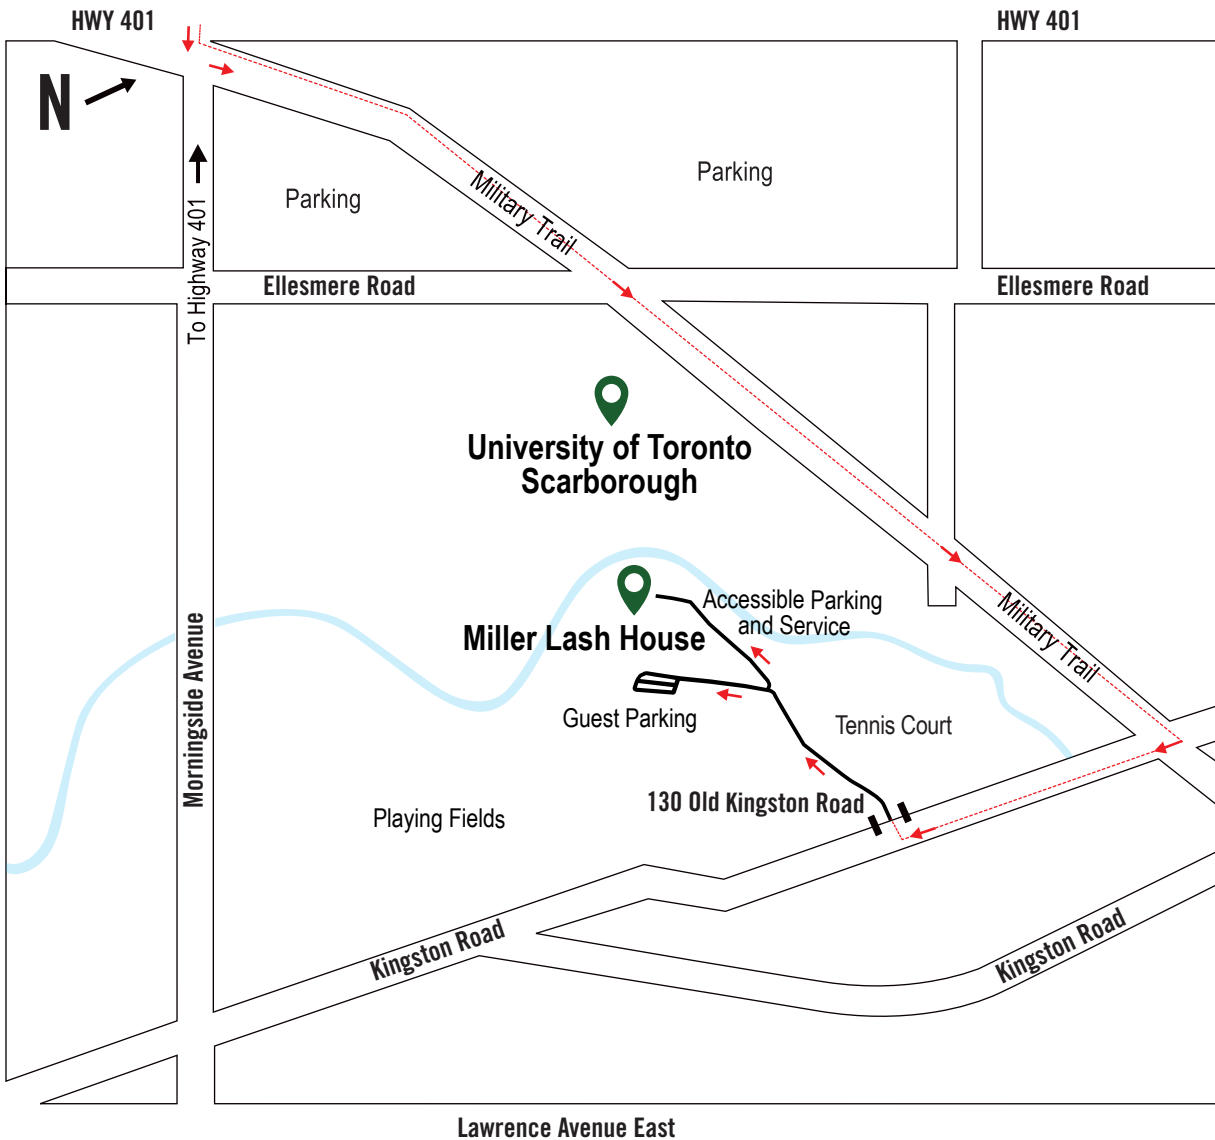 HWY 401
HWY 401
N
To Highway 401
Parking
Parking
Military Trail
Ellesmere Road
Ellesmere Road
University of Toronto
Scarborough
Accessible Parking
and Service
Military Trail
Miller Lash House
Morningside Avenue
Guest Parking
Tennis Court
130 Old Kingston Road
Playing Fields
Kingston Road
Kingston Road
Lawrence Avenue East